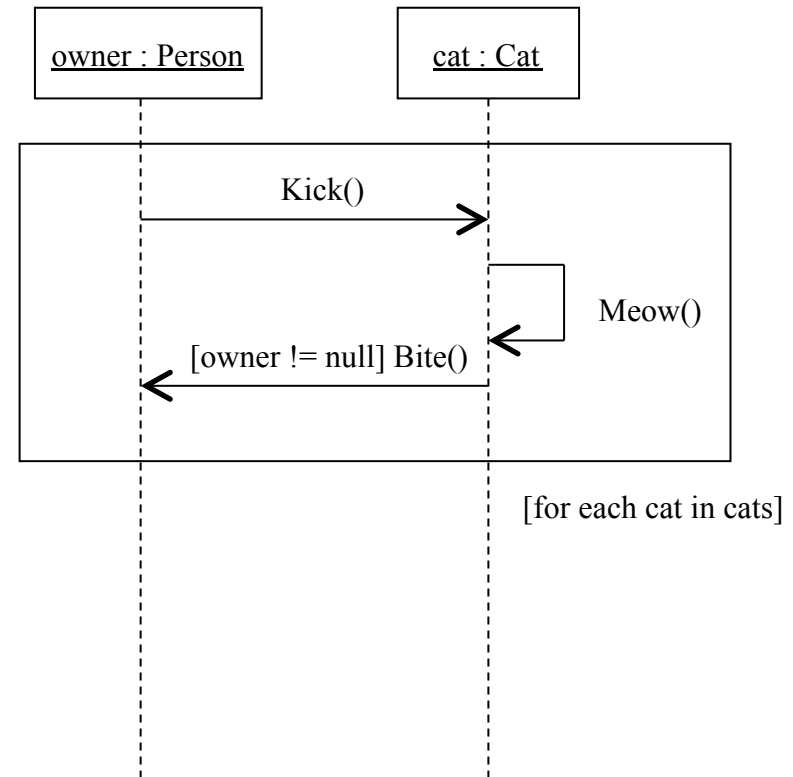 owner : Person
cat : Cat
Kick()
Meow()
[owner != null] Bite()
[for each cat in cats]